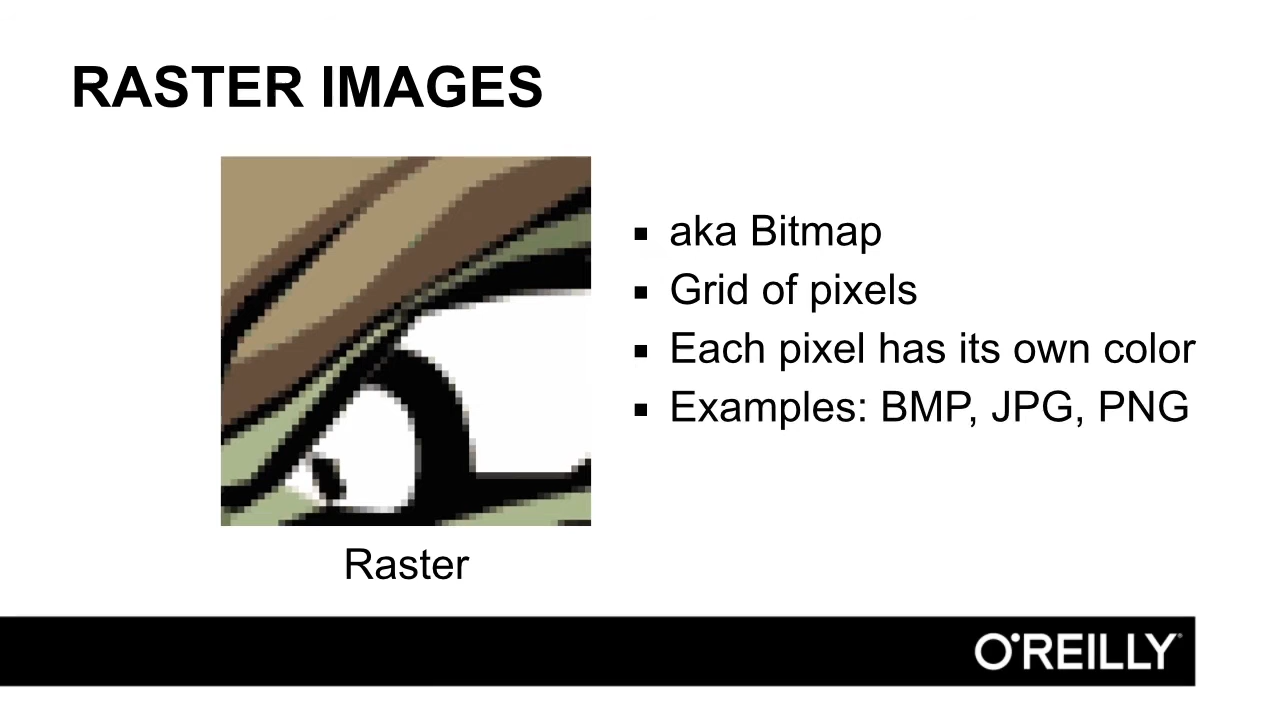 RASTER IMAGES
▪ aka Bitmap
▪ Grid of pixels
▪ Each pixel has its own color
▪ Examples: BMP, JPG, PNG
Raster
O'REILLY®